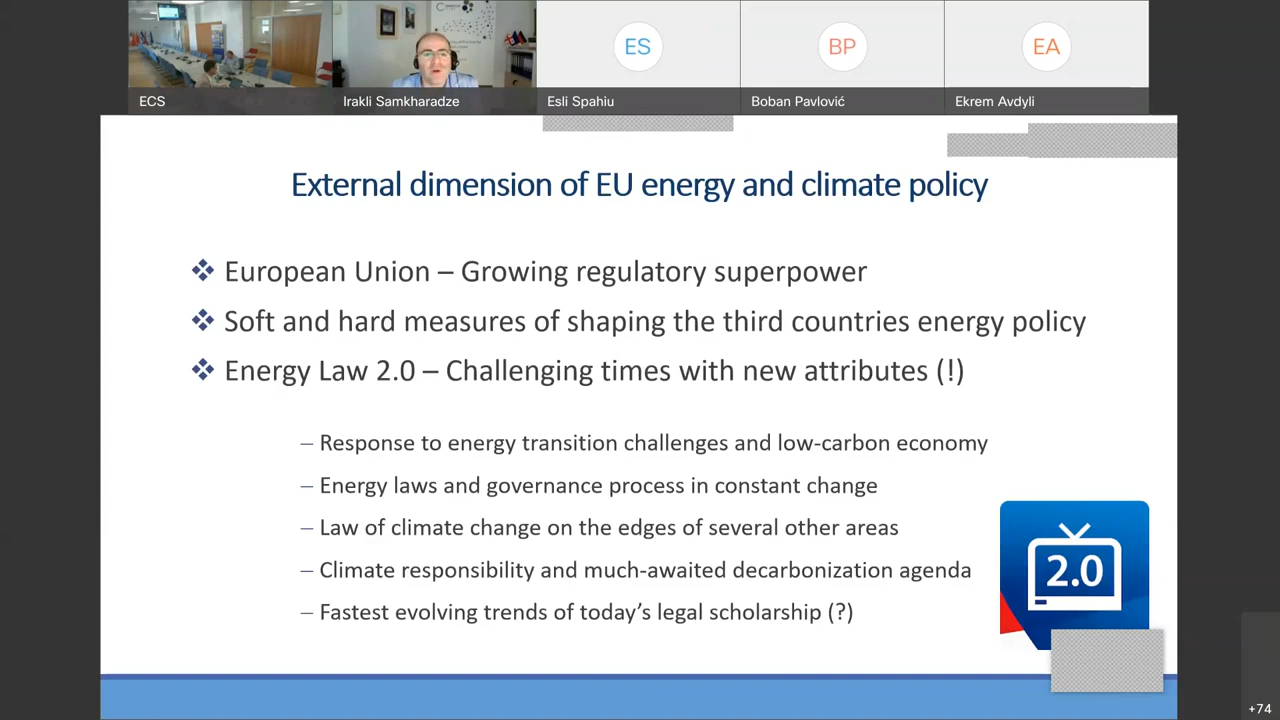 ES
BP
EA
ECS
Irakli Samkharadze
Esli Spahiu
Boban Pavlović
Ekrem Avdyli
External dimension of EU energy and climate policy
❖ European Union – Growing regulatory superpower
❖ Soft and hard measures of shaping the third countries energy policy
❖ Energy Law 2.0 – Challenging times with new attributes (!)
– Response to energy transition challenges and low-carbon economy
– Energy laws and governance process in constant change
– Law of climate change on the edges of several other areas
– Climate responsibility and much-awaited decarbonization agenda
– Fastest evolving trends of today’s legal scholarship (?)
2.0
+74